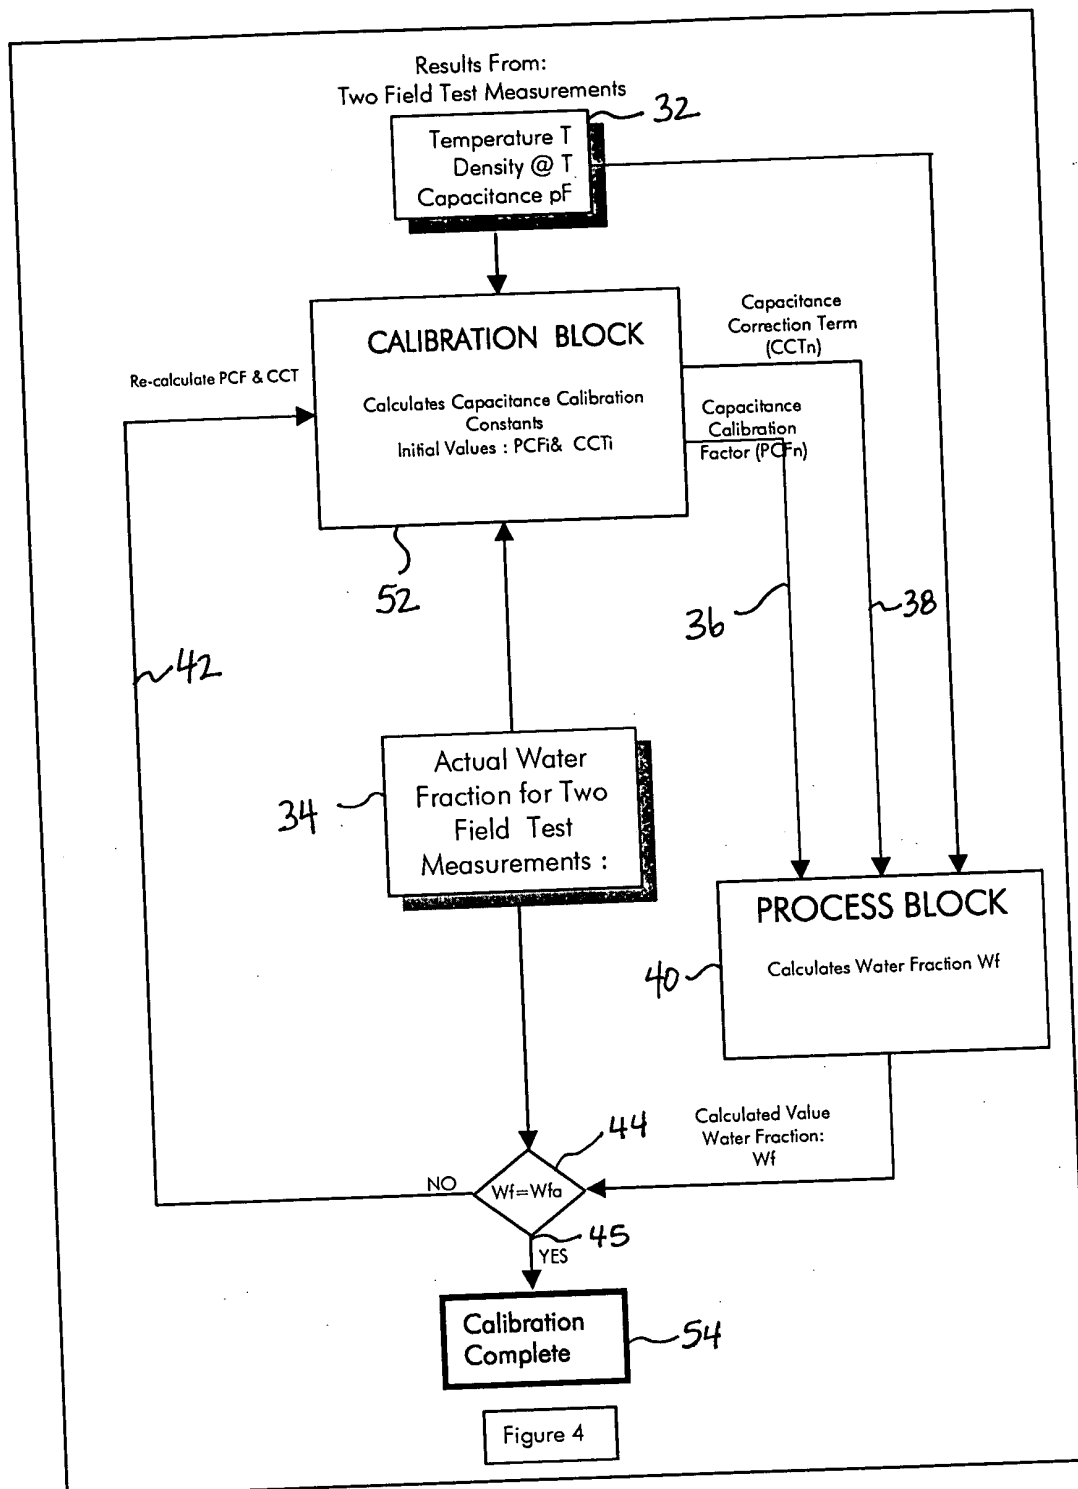 Results From:
Two Field Test Measurements
32
Temperature T
Density @ T
Capacitance pF
CALIBRATION BLOCK
Calculates Capacitance Calibration
Constants
Initial Values : PCFi& CCTi
Capacitance
Correction Term
(CCTn)
Re-calculate PCF & CCT
Capacitance
Calibration
Factor (PCFn)
52
36
38
42
Actual Water
Fraction for Two
Field Test
Measurements :
34
PROCESS BLOCK
Calculates Water Fraction Wf
40
Calculated Value
Water Fraction:
Wf
44
NO
Wf=Wfa
45
YES
Calibration
Complete
54
Figure 4